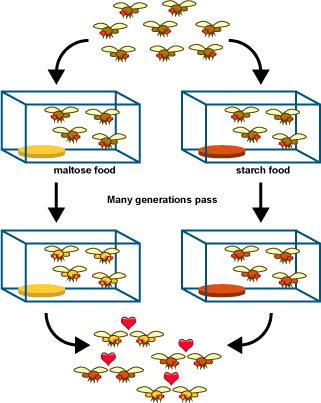 maltose food
starch food
Many generations pass